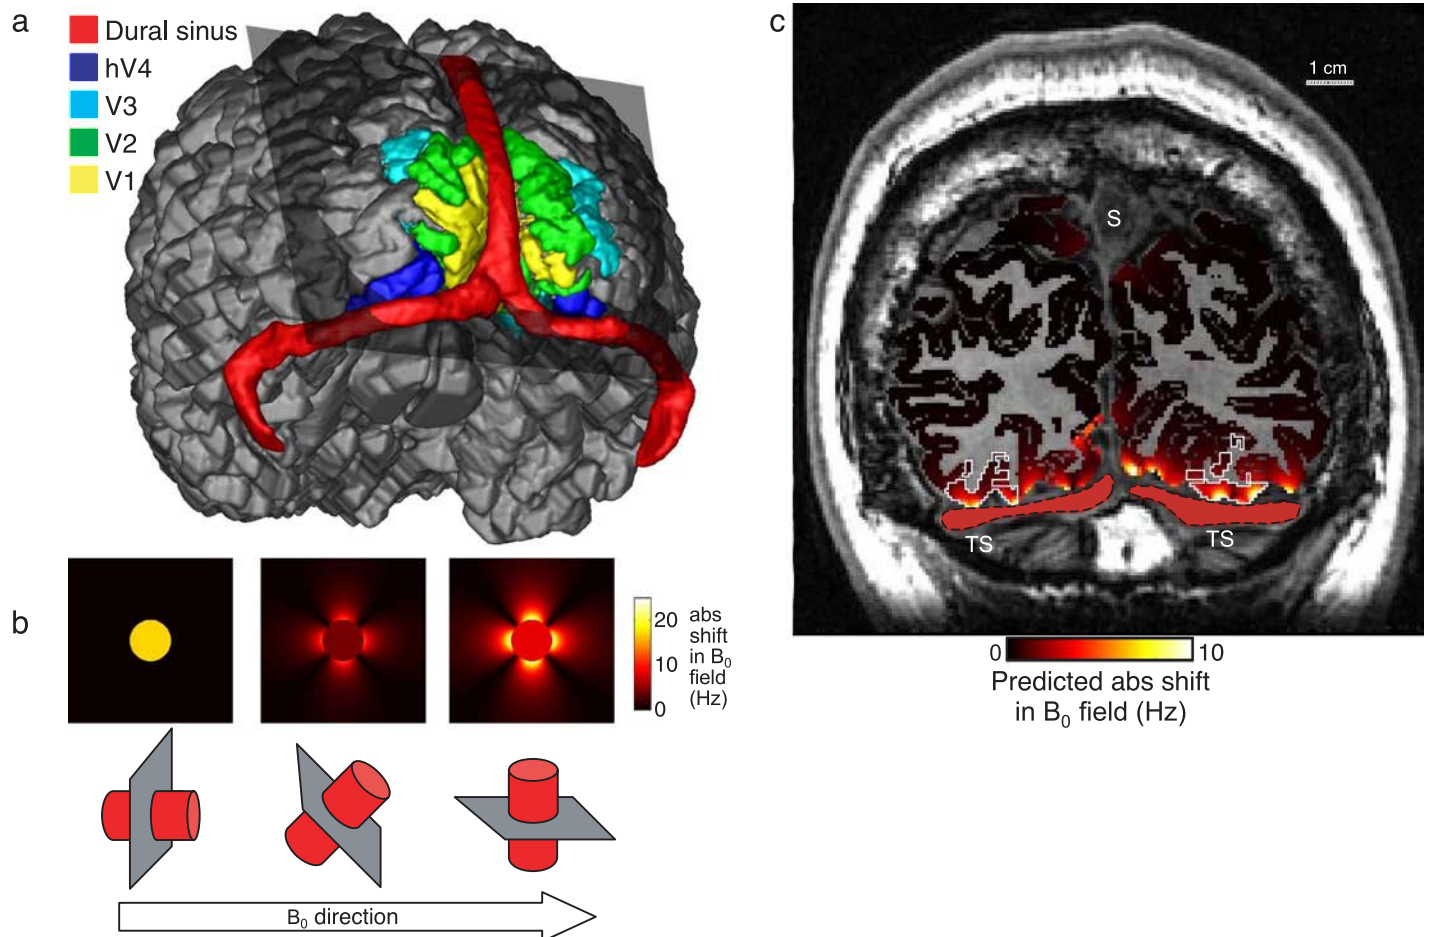 a
Dural sinus
hV4
V3
V2
V1
b
20
10
0
abs
shift
in B₀
field
(Hz)
B₀ direction
c
1 cm
S
TS
TS
0
10
Predicted abs shift
in B₀ field (Hz)